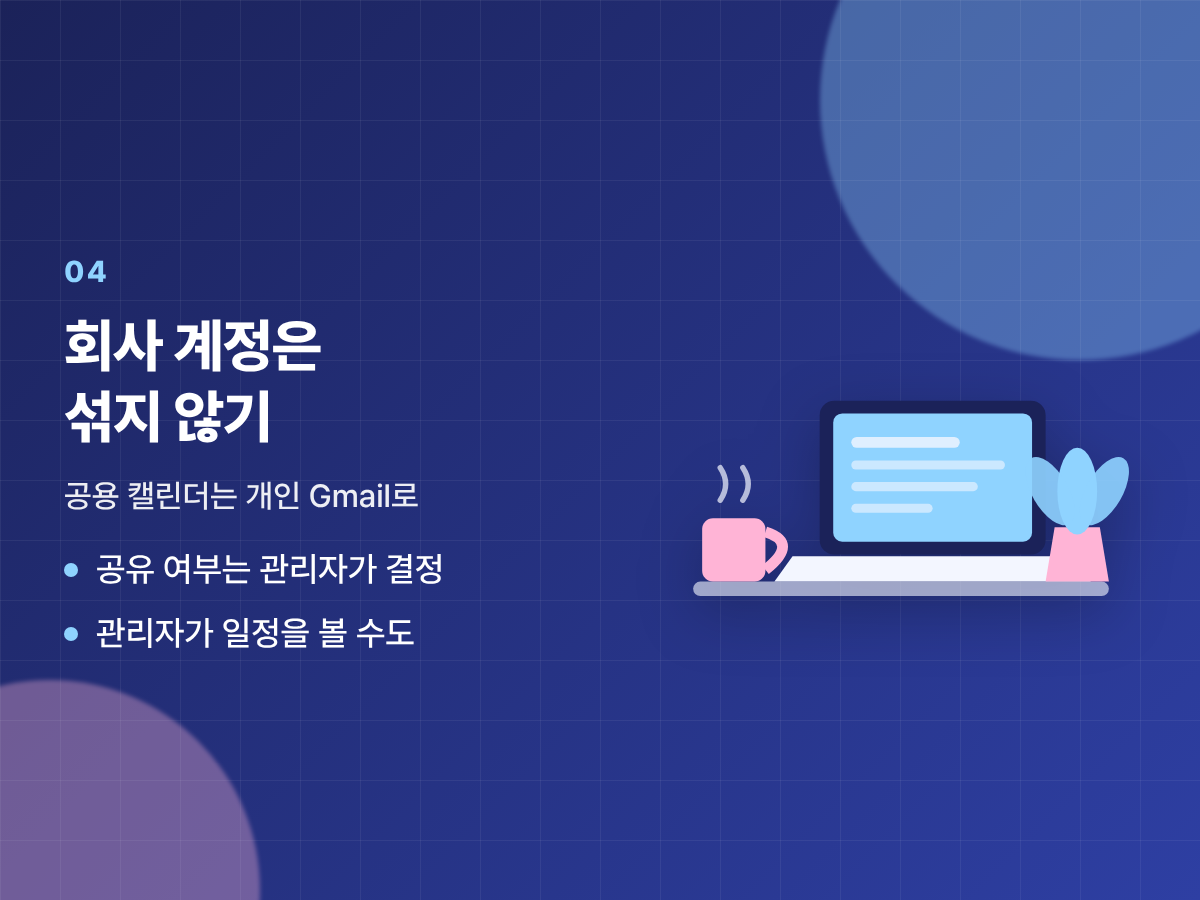 04
회사 계정은
섞지 않기
공용 캘린더는 개인 Gmail로
공유 여부는 관리자가 결정
관리자가 일정을 볼 수도